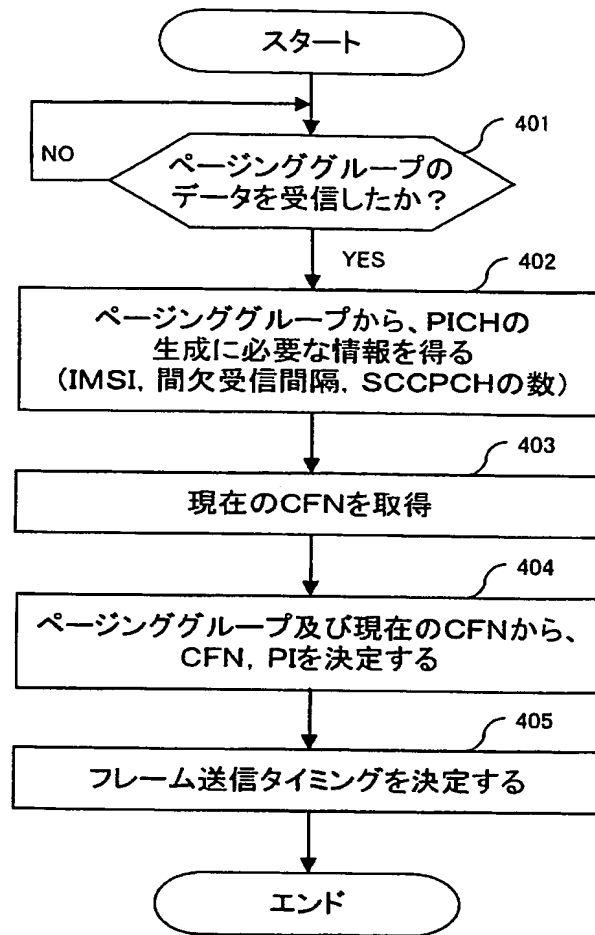 スタート
401
NO
ページンググループの
データを受信したか？
YES
402
ページンググループから、PICHの
生成に必要な情報を得る
（IMSI，間欠受信間隔，SCCPCHの数）
403
現在のCFNを取得
404
ページンググループ及び現在のCFNから、
CFN，PIを決定する
405
フレーム送信タイミングを決定する
エンド